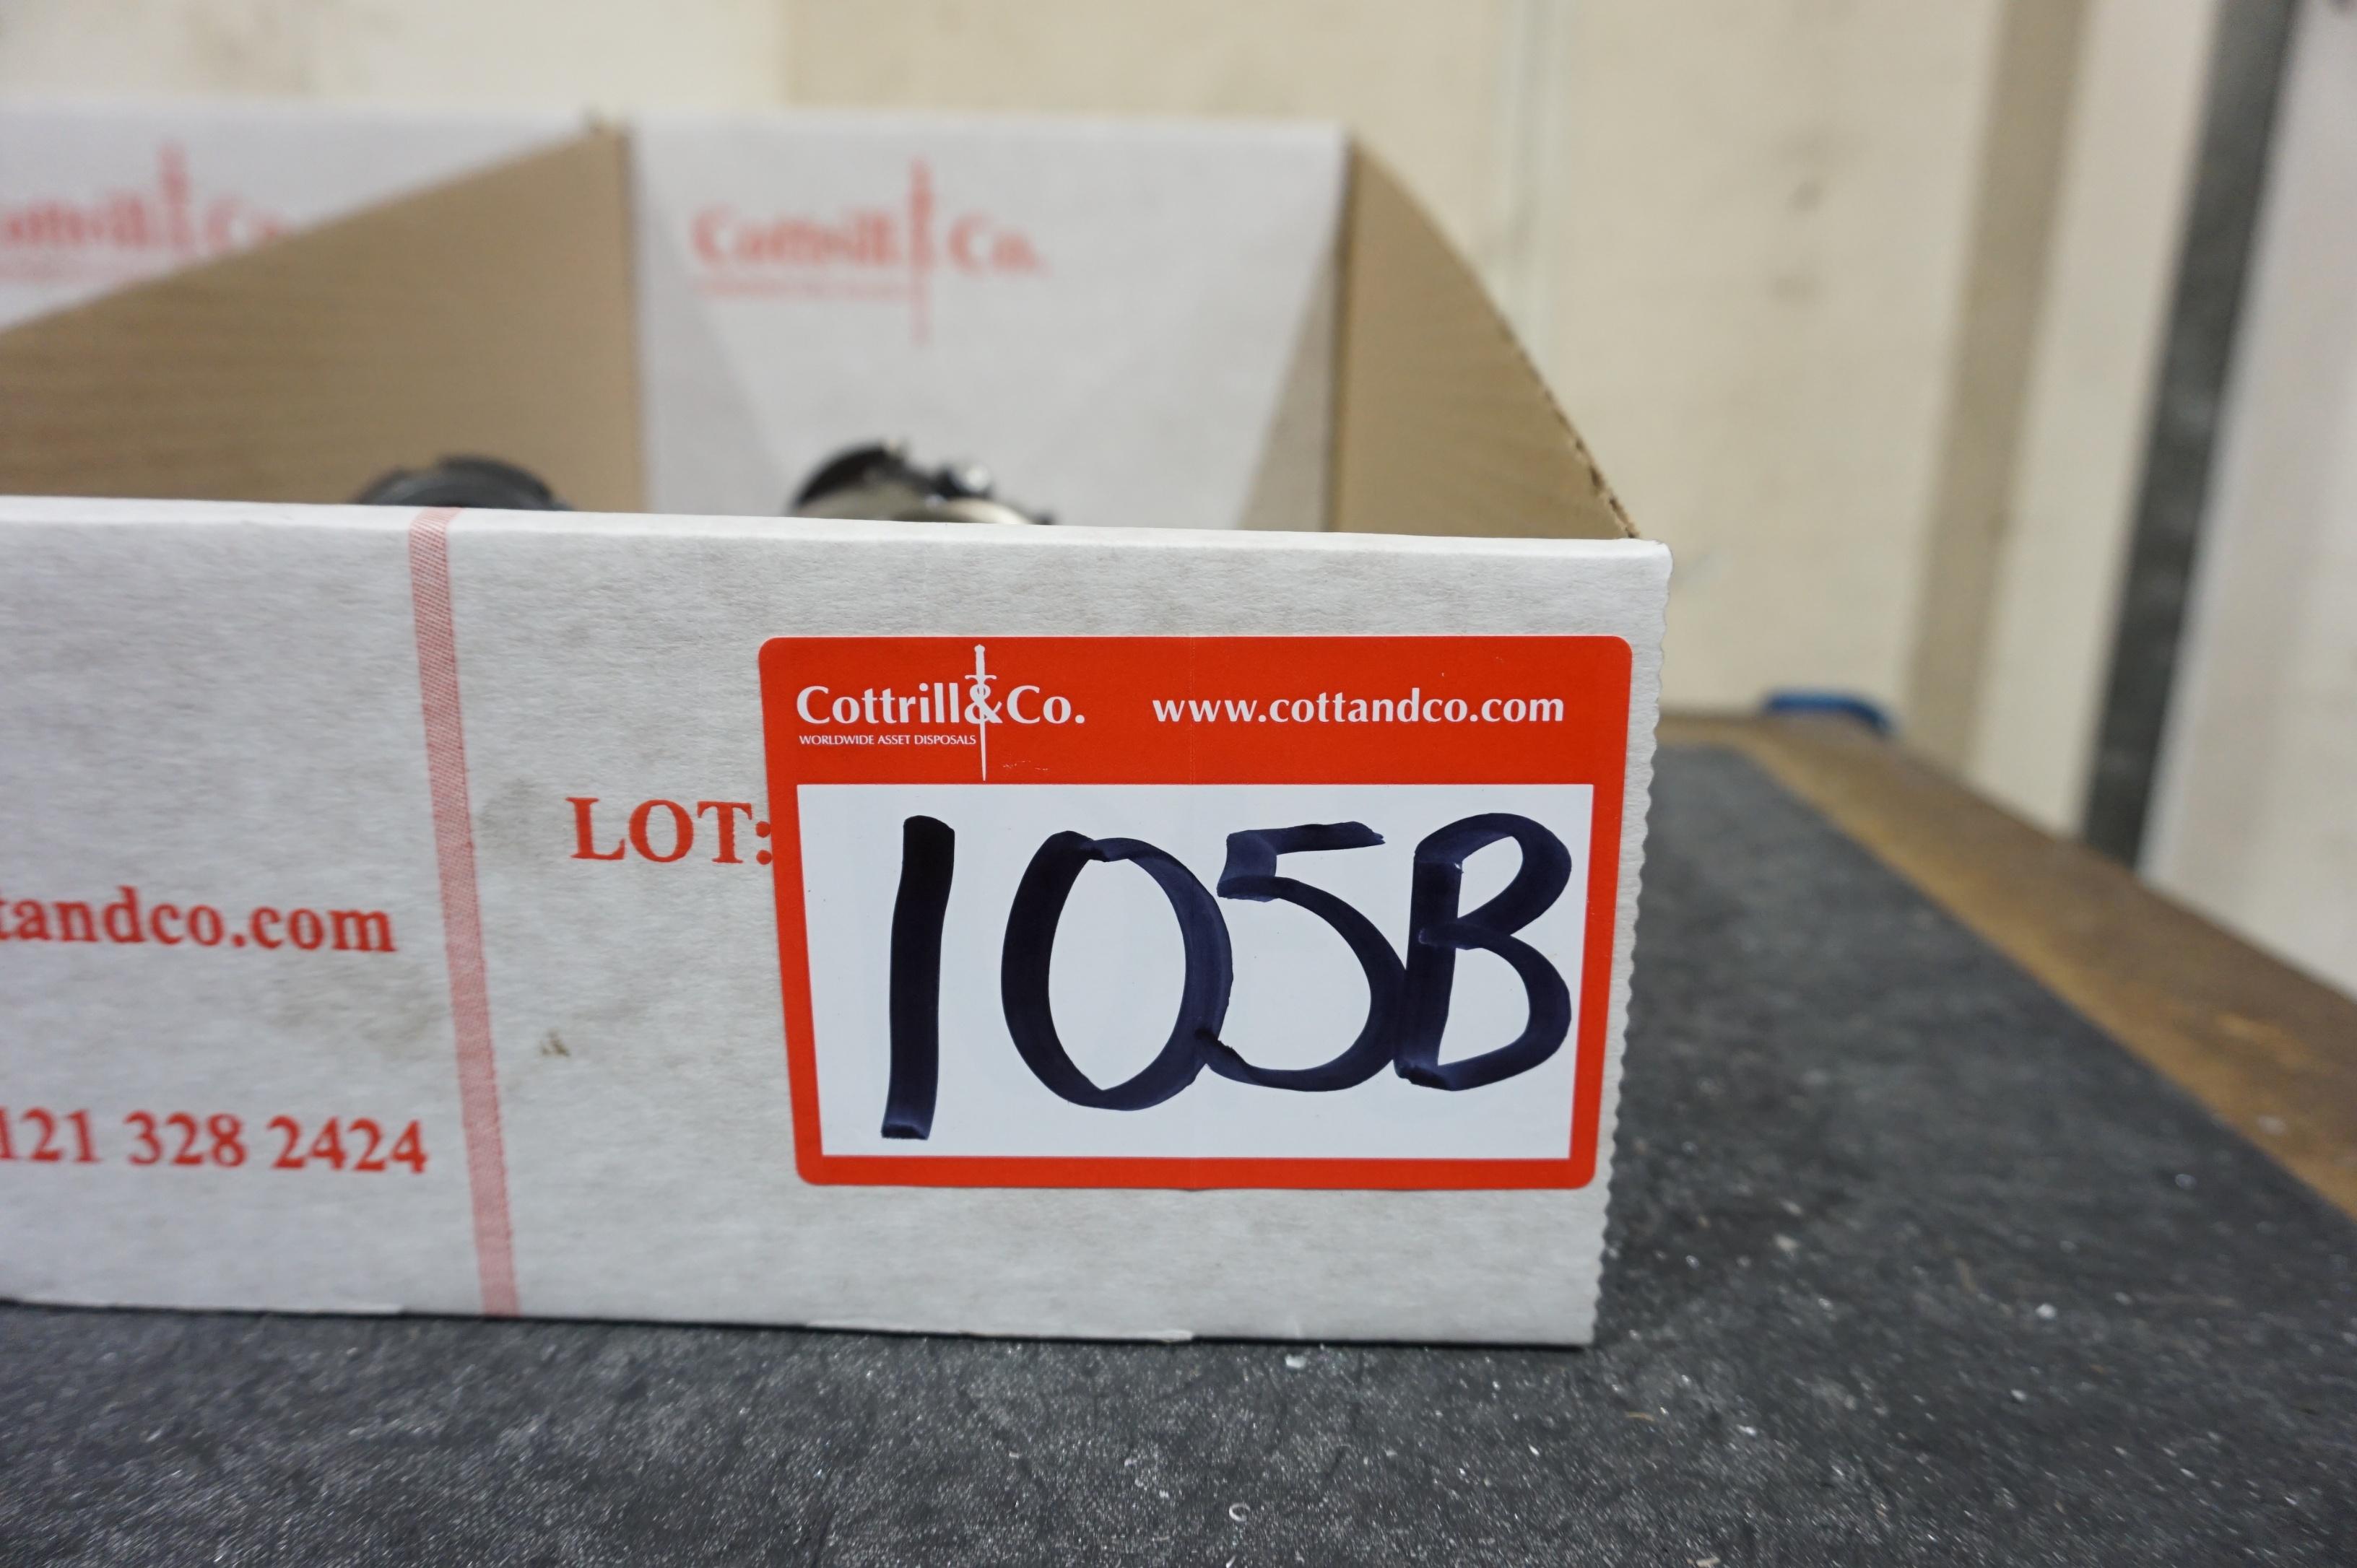 Cottrill & Co.
Cottrill&Co.
WORLDWIDE ASSET DISPOSALS
www.cottandco.com
LOT:
105B
tandco.com
121 328 2424